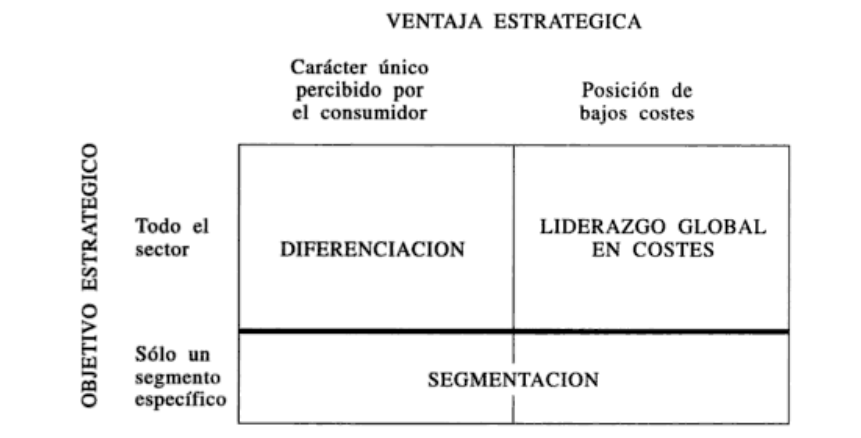 VENTAJA ESTRATEGICA
Carácter único
percibido por
el consumidor
Posición de
bajos costes
OBJETIVO ESTRATEGICO
Todo el
sector
DIFERENCIACION
LIDERAZGO GLOBAL
EN COSTES
Sólo un
segmento
específico
SEGMENTACION